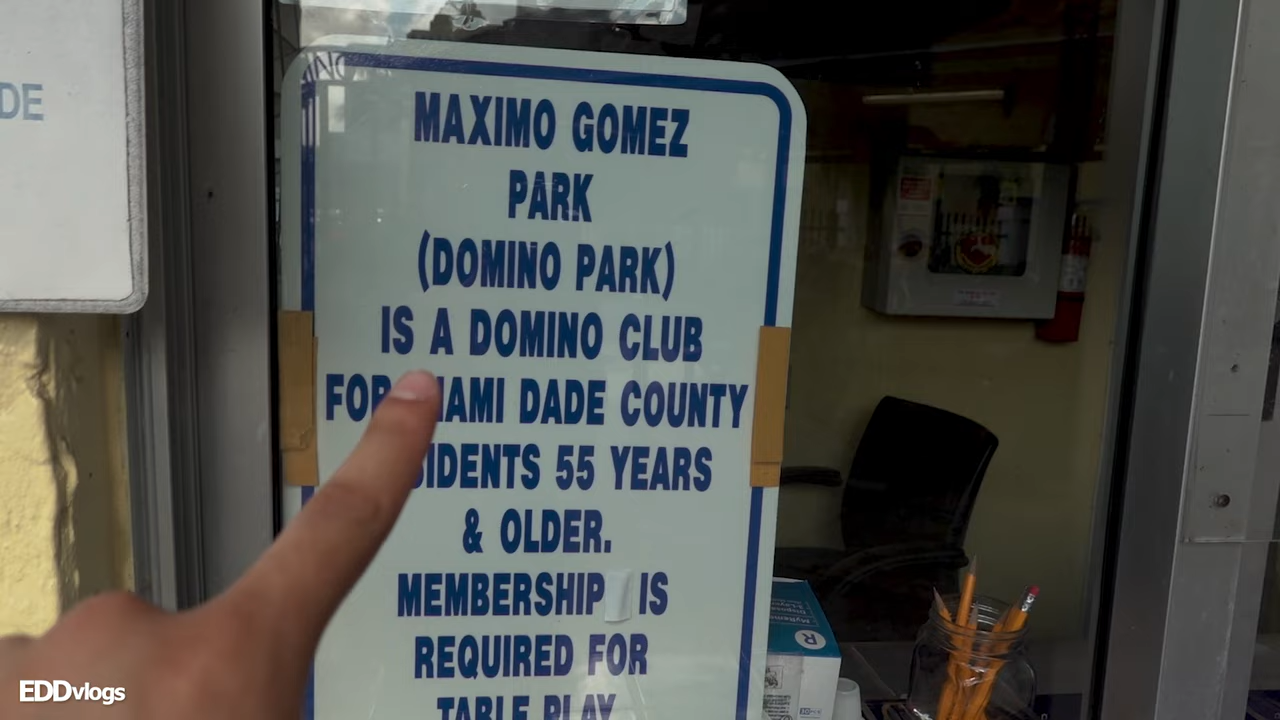 DE
MAXIMO GOMEZ
PARK
(DOMINO PARK)
IS A DOMINO CLUB
FOR MIAMI DADE COUNTY
RESIDENTS 55 YEARS
& OLDER.
MEMBERSHIP IS
REQUIRED FOR
TABLE PLAY
EDDvlogs